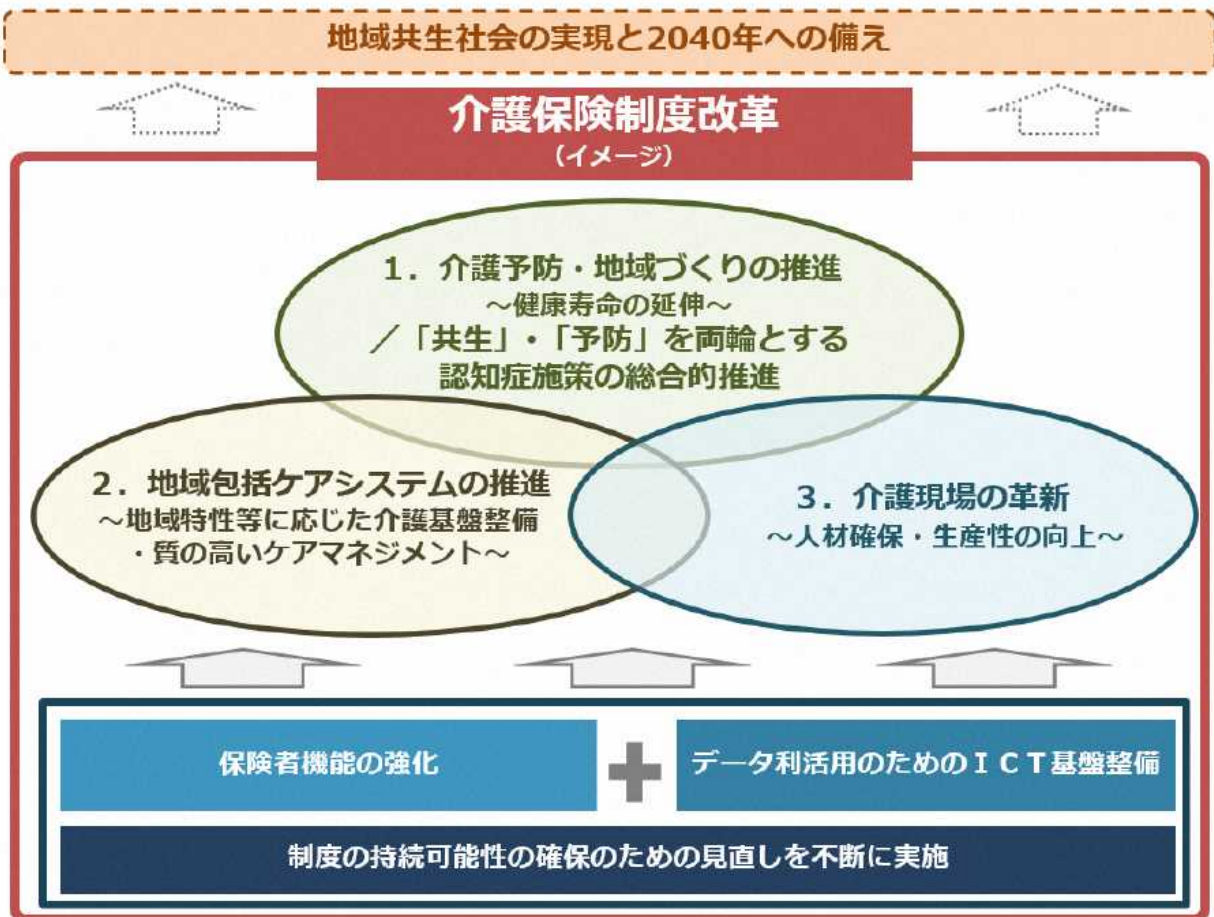 地域共生社会の実現と2040年への備え
介護保険制度改革
（イメージ）
１．介護予防・地域づくりの推進
～健康寿命の延伸～
／「共生」・「予防」を両輪とする
認知症施策の総合的推進
２．地域包括ケアシステムの推進
～地域特性等に応じた介護基盤整備
・質の高いケアマネジメント～
３．介護現場の革新
～人材確保・生産性の向上～
保険者機能の強化
データ利活用のためのＩＣＴ基盤整備
制度の持続可能性の確保のための見直しを不断に実施